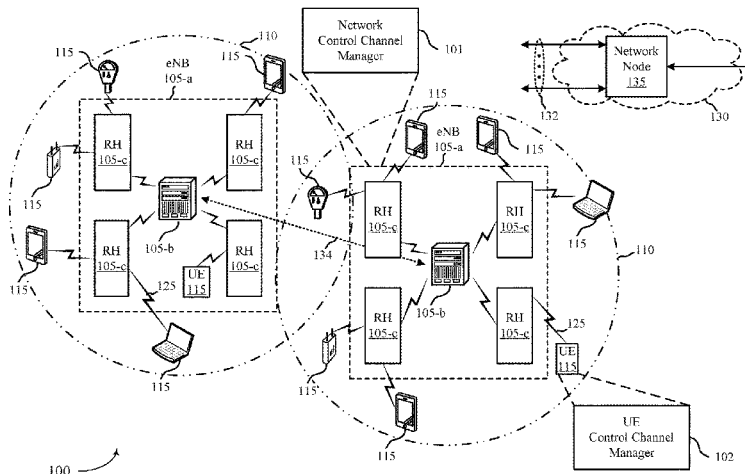 115
110
115
eNB
105-a
Network
Control Channel
Manager
101
Network
Node
135
132
130
RH
105-c
RH
105-c
115
105-b
RH
105-c
RH
105-c
UE
115
115
125
115
134
115
eNB
105-a
115
115
RH
105-c
RH
105-c
115
110
105-b
RH
105-c
RH
105-c
125
UE
115
115
115
UE
Control Channel
Manager
102
100